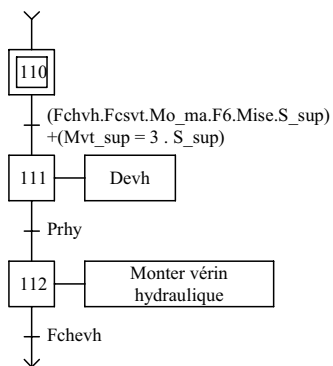 110
(Fchvh.Fcsvt.Mo_ma.F6.Mise.S_sup)
+(Mvt_sup = 3 . S_sup)
111
Devh
Prhy
112
Monter vérin
hydraulique
Fchevh